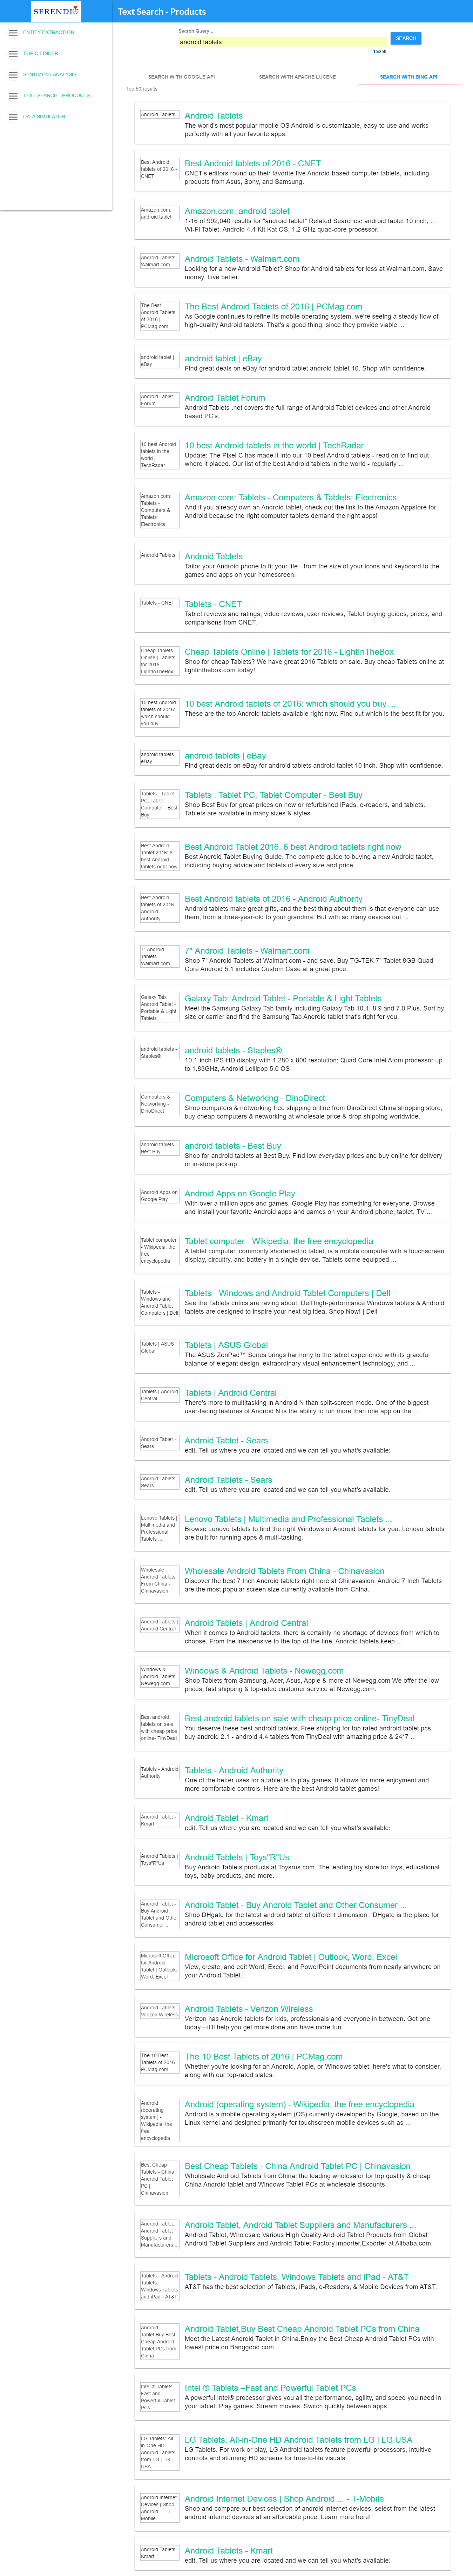 SERENDIO
Text Search - Products
ENTITY EXTRACTION
TOPIC FINDER
SENTIMENT ANALYSIS
TEXT SEARCH - PRODUCTS
DATA SIMULATOR
Search Query ...
android tablets
15/350
SEARCH
SEARCH WITH GOOGLE API
SEARCH WITH APACHE LUCENE
SEARCH WITH BING API
Top 50 results
Android Tablets
Android Tablets
The world's most popular mobile OS Android is customizable, easy to use and works
perfectly with all your favorite apps.
Best Android
tablets of 2016 -
CNET
Best Android tablets of 2016 - CNET
CNET's editors round up their favorite five Android-based computer tablets, including
products from Asus, Sony, and Samsung.
Amazon.com:
android tablet
Amazon.com: android tablet
1-16 of 992,040 results for "android tablet" Related Searches: android tablet 10 inch, ...
Wi-Fi Tablet, Android 4.4 Kit Kat OS, 1.2 GHz quad-core processor.
Android Tablets -
Walmart.com
Android Tablets - Walmart.com
Looking for a new Android Tablet? Shop for Android tablets for less at Walmart.com. Save
money. Live better.
The Best
Android Tablets
of 2016 |
PCMag.com
The Best Android Tablets of 2016 | PCMag.com
As Google continues to refine its mobile operating system, we're seeing a steady flow of
high-quality Android tablets. That's a good thing, since they provide viable ...
android tablet |
eBay
android tablet | eBay
Find great deals on eBay for android tablet android tablet 10. Shop with confidence.
Android Tablet
Forum
Android Tablet Forum
Android Tablets .net covers the full range of Android Tablet devices and other Android
based PC's.
10 best Android
tablets in the
world |
TechRadar
10 best Android tablets in the world | TechRadar
Update: The Pixel C has made it into our 10 best Android tablets - read on to find out
where it placed. Our list of the best Android tablets in the world - regularly ...
Amazon.com:
Tablets -
Computers &
Tablets:
Electronics
Amazon.com: Tablets - Computers & Tablets: Electronics
And if you already own an Android tablet, check out the link to the Amazon Appstore for
Android because the right computer tablets demand the right apps!
Android Tablets
Android Tablets
Tailor your Android phone to fit your life - from the size of your icons and keyboard to the
games and apps on your homescreen.
Tablets - CNET
Tablets - CNET
Tablet reviews and ratings, video reviews, user reviews, Tablet buying guides, prices, and
comparisons from CNET.
Cheap Tablets
Online | Tablets
for 2016 -
LightInTheBox
Cheap Tablets Online | Tablets for 2016 - LightInTheBox
Shop for cheap Tablets? We have great 2016 Tablets on sale. Buy cheap Tablets online at
lightinthebox.com today!
10 best Android
tablets of 2016:
which should
you buy ...
10 best Android tablets of 2016: which should you buy ...
These are the top Android tablets available right now. Find out which is the best fit for you.
android tablets |
eBay
android tablets | eBay
Find great deals on eBay for android tablets android tablet 10 inch. Shop with confidence.
Tablets : Tablet
PC, Tablet
Computer - Best
Buy
Tablets : Tablet PC, Tablet Computer - Best Buy
Shop Best Buy for great prices on new or refurbished iPads, e-readers, and tablets.
Tablets are available in many sizes & styles.
Best Android
Tablet 2016: 6
best Android
tablets right now
Best Android Tablet 2016: 6 best Android tablets right now
Best Android Tablet Buying Guide: The complete guide to buying a new Android tablet,
including buying advice and tablets of every size and price.
Best Android
tablets of 2016 -
Android
Authority
Best Android tablets of 2016 - Android Authority
Android tablets make great gifts, and the best thing about them is that everyone can use
them, from a three-year-old to your grandma. But with so many devices out ...
7" Android
Tablets -
Walmart.com
7" Android Tablets - Walmart.com
Shop 7" Android Tablets at Walmart.com - and save. Buy TG-TEK 7" Tablet 8GB Quad
Core Android 5.1 includes Custom Case at a great price.
Galaxy Tab:
Android Tablet -
Portable & Light
Tablets ...
Galaxy Tab: Android Tablet - Portable & Light Tablets ...
Meet the Samsung Galaxy Tab family including Galaxy Tab 10.1, 8.9 and 7.0 Plus. Sort by
size or carrier and find the Samsung Tab Android tablet that's right for you.
android tablets -
Staples®
android tablets - Staples®
10.1-inch IPS HD display with 1,280 x 800 resolution; Quad Core Intel Atom processor up
to 1.83GHz; Android Lollipop 5.0 OS
Computers &
Networking -
DinoDirect
Computers & Networking - DinoDirect
Shop computers & networking free shipping online from DinoDirect China shopping store,
buy cheap computers & networking at wholesale price & drop shipping worldwide.
android tablets -
Best Buy
android tablets - Best Buy
Shop for android tablets at Best Buy. Find low everyday prices and buy online for delivery
or in-store pick-up.
Android Apps on
Google Play
Android Apps on Google Play
With over a million apps and games, Google Play has something for everyone. Browse
and install your favorite Android apps and games on your Android phone, tablet, TV ...
Tablet computer
- Wikipedia, the
free
encyclopedia
Tablet computer - Wikipedia, the free encyclopedia
A tablet computer, commonly shortened to tablet, is a mobile computer with a touchscreen
display, circuitry, and battery in a single device. Tablets come equipped ...
Tablets -
Windows and
Android Tablet
Computers | Dell
Tablets - Windows and Android Tablet Computers | Dell
See the Tablets critics are raving about. Dell high-performance Windows tablets & Android
tablets are designed to inspire your next big idea. Shop Now! | Dell
Tablets | ASUS
Global
Tablets | ASUS Global
The ASUS ZenPad™ Series brings harmony to the tablet experience with its graceful
balance of elegant design, extraordinary visual enhancement technology, and ...
Tablets | Android
Central
Tablets | Android Central
There's more to multitasking in Android N than split-screen mode. One of the biggest
user-facing features of Android N is the ability to run more than one app on the ...
Android Tablet -
Sears
Android Tablet - Sears
edit. Tell us where you are located and we can tell you what's available:
Android Tablets -
Sears
Android Tablets - Sears
edit. Tell us where you are located and we can tell you what's available:
Lenovo Tablets |
Multimedia and
Professional
Tablets ...
Lenovo Tablets | Multimedia and Professional Tablets ...
Browse Lenovo tablets to find the right Windows or Android tablets for you. Lenovo tablets
are built for running apps & multi-tasking.
Wholesale
Android Tablets
From China -
Chinavasion
Wholesale Android Tablets From China - Chinavasion
Discover the best 7 Inch Android tablets right here at Chinavasion. Android 7 Inch Tablets
are the most popular screen size currently available from China.
Android Tablets |
Android Central
Android Tablets | Android Central
When it comes to Android tablets, there is certainly no shortage of devices from which to
choose. From the inexpensive to the top-of-the-line, Android tablets keep ...
Windows &
Android Tablets -
Newegg.com
Windows & Android Tablets - Newegg.com
Shop Tablets from Samsung, Acer, Asus, Apple & more at Newegg.com We offer the low
prices, fast shipping & top-rated customer service at Newegg.com.
Best android
tablets on sale
with cheap price
online- TinyDeal
Best android tablets on sale with cheap price online- TinyDeal
You deserve these best android tablets, Free shipping for top rated android tablet pcs,
buy android 2.1 - android 4.4 tablets from TinyDeal with amazing price & 24*7 ...
Tablets - Android
Authority
Tablets - Android Authority
One of the better uses for a tablet is to play games. It allows for more enjoyment and
more comfortable controls. Here are the best Android tablet games!
Android Tablet -
Kmart
Android Tablet - Kmart
edit. Tell us where you are located and we can tell you what's available:
Android Tablets |
Toys"R"Us
Android Tablets | Toys"R"Us
Buy Android Tablets products at Toysrus.com. The leading toy store for toys, educational
toys, baby products, and more.
Android Tablet -
Buy Android
Tablet and Other
Consumer ...
Android Tablet - Buy Android Tablet and Other Consumer ...
Shop DHgate for the latest android tablet of different dimension . DHgate is the place for
android tablet and accessories
Microsoft Office
for Android
Tablet | Outlook,
Word, Excel
Microsoft Office for Android Tablet | Outlook, Word, Excel
View, create, and edit Word, Excel, and PowerPoint documents from nearly anywhere on
your Android Tablet.
Android Tablets -
Verizon Wireless
Android Tablets - Verizon Wireless
Verizon has Android tablets for kids, professionals and everyone in between. Get one
today—it'll help you get more done and have more fun.
The 10 Best
Tablets of 2016 |
PCMag.com
The 10 Best Tablets of 2016 | PCMag.com
Whether you're looking for an Android, Apple, or Windows tablet, here's what to consider,
along with our top-rated slates.
Android
(operating
system) -
Wikipedia, the
free
encyclopedia
Android (operating system) - Wikipedia, the free encyclopedia
Android is a mobile operating system (OS) currently developed by Google, based on the
Linux kernel and designed primarily for touchscreen mobile devices such as ...
Best Cheap
Tablets - China
Android Tablet
PC |
Chinavasion
Best Cheap Tablets - China Android Tablet PC | Chinavasion
Wholesale Android Tablets from China: the leading wholesaler for top quality & cheap
China Android tablet and Windows Tablet PCs at wholesale discounts.
Android Tablet,
Android Tablet
Suppliers and
Manufacturers ...
Android Tablet, Android Tablet Suppliers and Manufacturers ...
Android Tablet, Wholesale Various High Quality Android Tablet Products from Global
Android Tablet Suppliers and Android Tablet Factory,Importer,Exporter at Alibaba.com.
Tablets - Android
Tablets,
Windows Tablets
and iPad - AT&T
Tablets - Android Tablets, Windows Tablets and iPad - AT&T
AT&T has the best selection of Tablets, iPads, e-Readers, & Mobile Devices from AT&T.
Android
Tablet,Buy Best
Cheap Android
Tablet PCs from
China
Android Tablet,Buy Best Cheap Android Tablet PCs from China
Meet the Latest Android Tablet in China.Enjoy the Best Cheap Android Tablet PCs with
lowest price on Banggood.com.
Intel ® Tablets –
Fast and
Powerful Tablet
PCs
Intel ® Tablets –Fast and Powerful Tablet PCs
A powerful Intel® processor gives you all the performance, agility, and speed you need in
your tablet. Play games. Stream movies. Switch quickly between apps.
LG Tablets: All-
in-One HD
Android Tablets
from LG | LG
USA
LG Tablets: All-in-One HD Android Tablets from LG | LG USA
LG Tablets. For work or play, LG Android tablets feature powerful processors, intuitive
controls and stunning HD screens for true-to-life visuals.
Android Internet
Devices | Shop
Android ... - T-
Mobile
Android Internet Devices | Shop Android ... - T-Mobile
Shop and compare our best selection of android internet devices, select from the latest
android internet devices at an affordable price. Learn more here!
Android Tablets -
Kmart
Android Tablets - Kmart
edit. Tell us where you are located and we can tell you what's available: